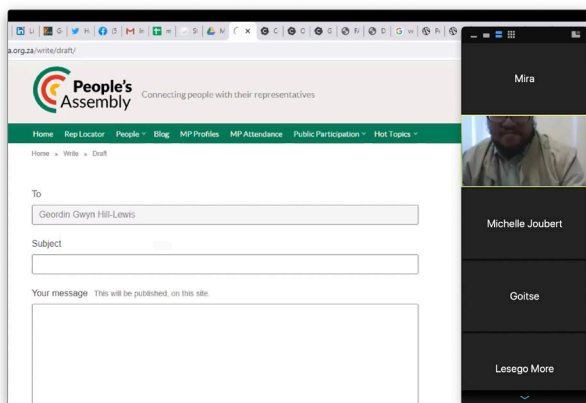 a.org.za/write/draft/
People's
Assembly
Connecting people with their representatives
Home Rep Locator People Blog MP Profiles MP Attendance Public Participation Hot Topics
Home » Write » Draft
To
Geordin Gwyn Hill-Lewis
Subject
Your message This will be published, on this site.
Mira
Michelle Joubert
Goitse
Lesego More